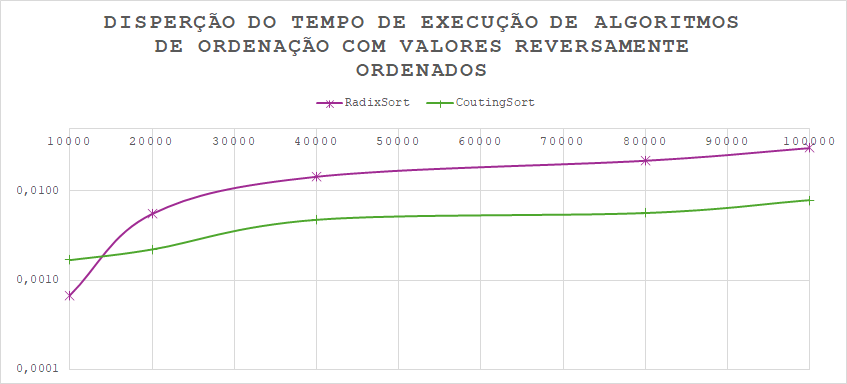 DISPERÇÃO DO TEMPO DE EXECUÇÃO DE ALGORITMOS
DE ORDENAÇÃO COM VALORES REVERSAMENTE
ORDENADOS
RadixSort CoutingSort
10000 20000 30000 40000 50000 60000 70000 80000 90000 100000
0,0100
0,0010
0,0001